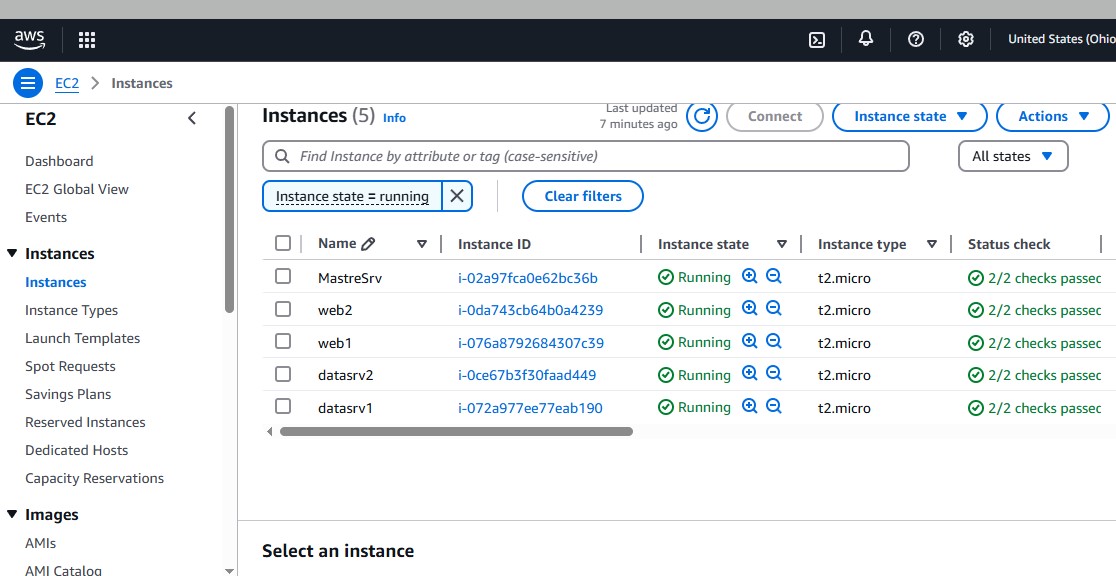 aws
United States (Ohio
EC2 > Instances
EC2
Dashboard
EC2 Global View
Events
Instances
Instances
Instance Types
Launch Templates
Spot Requests
Savings Plans
Reserved Instances
Dedicated Hosts
Capacity Reservations
Images
AMIs
AMI Catalog
Instances (5) Info
Last updated
7 minutes ago
Connect
Instance state
Actions
Find Instance by attribute or tag (case-sensitive)
All states
Instance state = running
Clear filters
Name Instance ID Instance state Instance type Status check
MastreSrv i-02a97fca0e62bc36b Running t2.micro 2/2 checks passec
web2 i-0da743cb64b0a4239 Running t2.micro 2/2 checks passec
web1 i-076a8792684307c39 Running t2.micro 2/2 checks passec
datasrv2 i-0ce67b3f30faad449 Running t2.micro 2/2 checks passec
datasrv1 i-072a977ee77eab190 Running t2.micro 2/2 checks passec
Select an instance